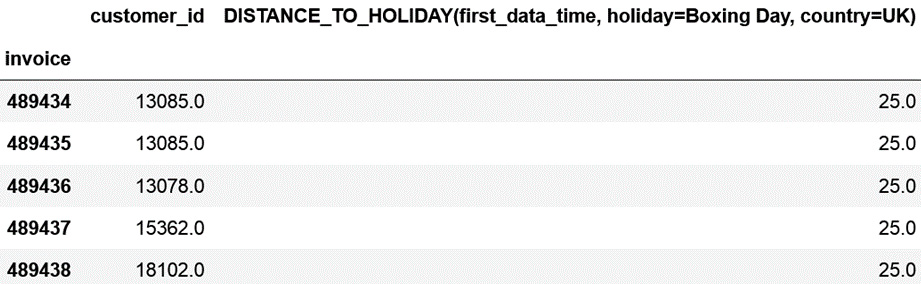 customer_id DISTANCE_TO_HOLIDAY(first_data_time, holiday=Boxing Day, country=UK)
invoice
489434 13085.0 25.0
489435 13085.0 25.0
489436 13078.0 25.0
489437 15362.0 25.0
489438 18102.0 25.0